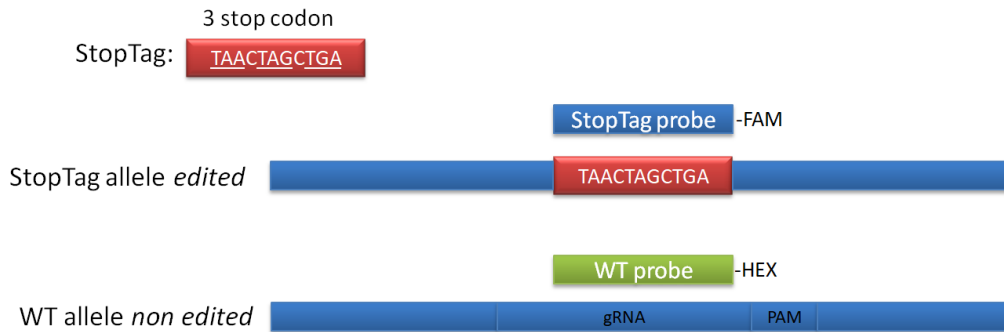 3 stop codon
StopTag: TAACTAGCTGA
StopTag probe -FAM
StopTag allele edited TAACTAGCTGA
WT probe -HEX
WT allele non edited gRNA PAM